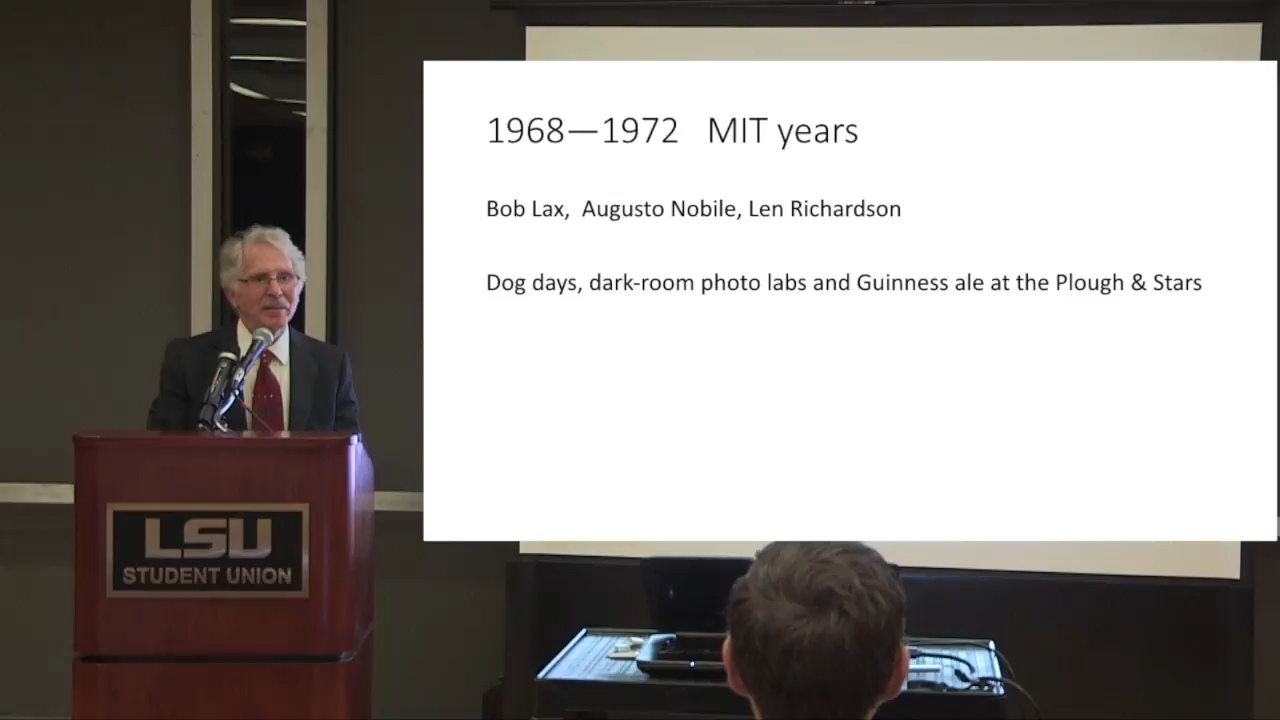 1968—1972 MIT years
Bob Lax, Augusto Nobile, Len Richardson
Dog days, dark-room photo labs and Guinness ale at the Plough & Stars
LSU
STUDENT UNION